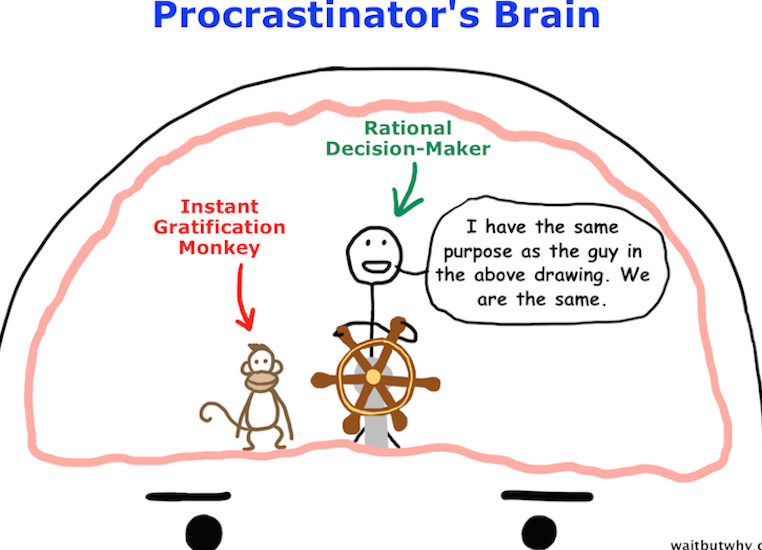 Procrastinator's Brain
Rational
Decision-Maker
Instant
Gratification
Monkey
I have the same
purpose as the guy in
the above drawing. We
are the same.
waitbutwhy.c